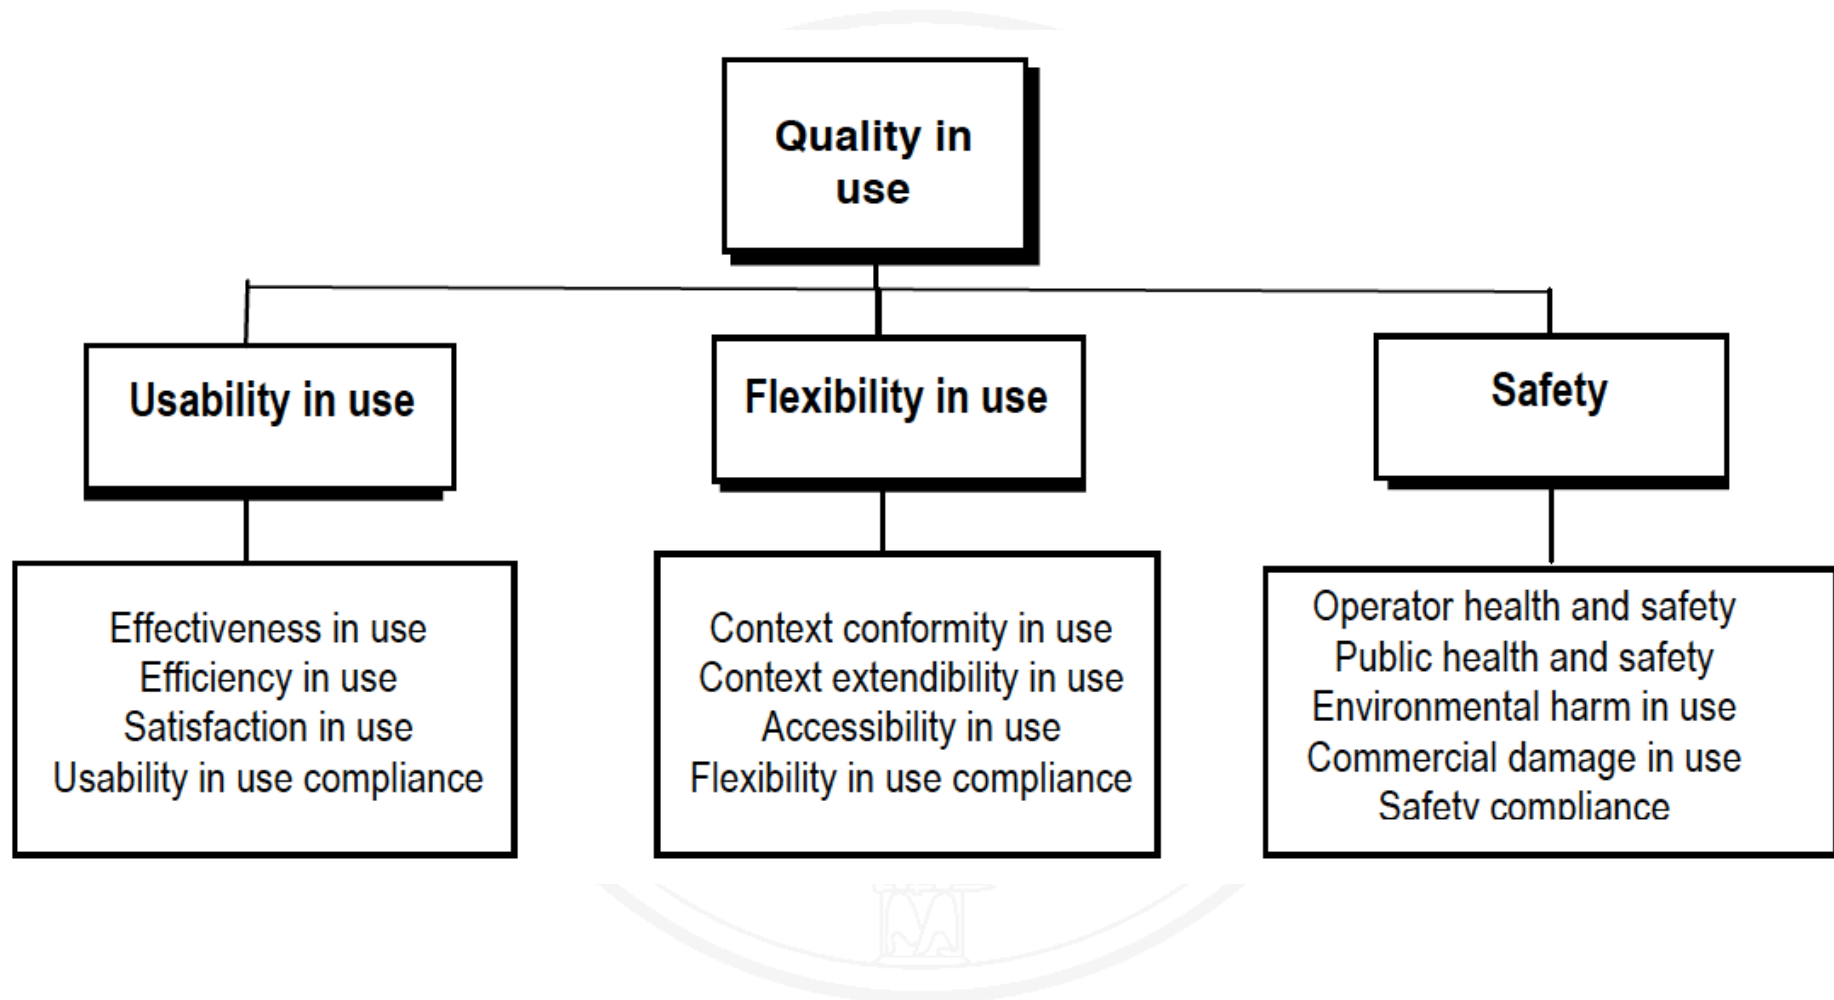 Quality in
use
Usability in use
Flexibility in use
Safety
Effectiveness in use
Efficiency in use
Satisfaction in use
Usability in use compliance
Context conformity in use
Context extendibility in use
Accessibility in use
Flexibility in use compliance
Operator health and safety
Public health and safety
Environmental harm in use
Commercial damage in use
Safety compliance